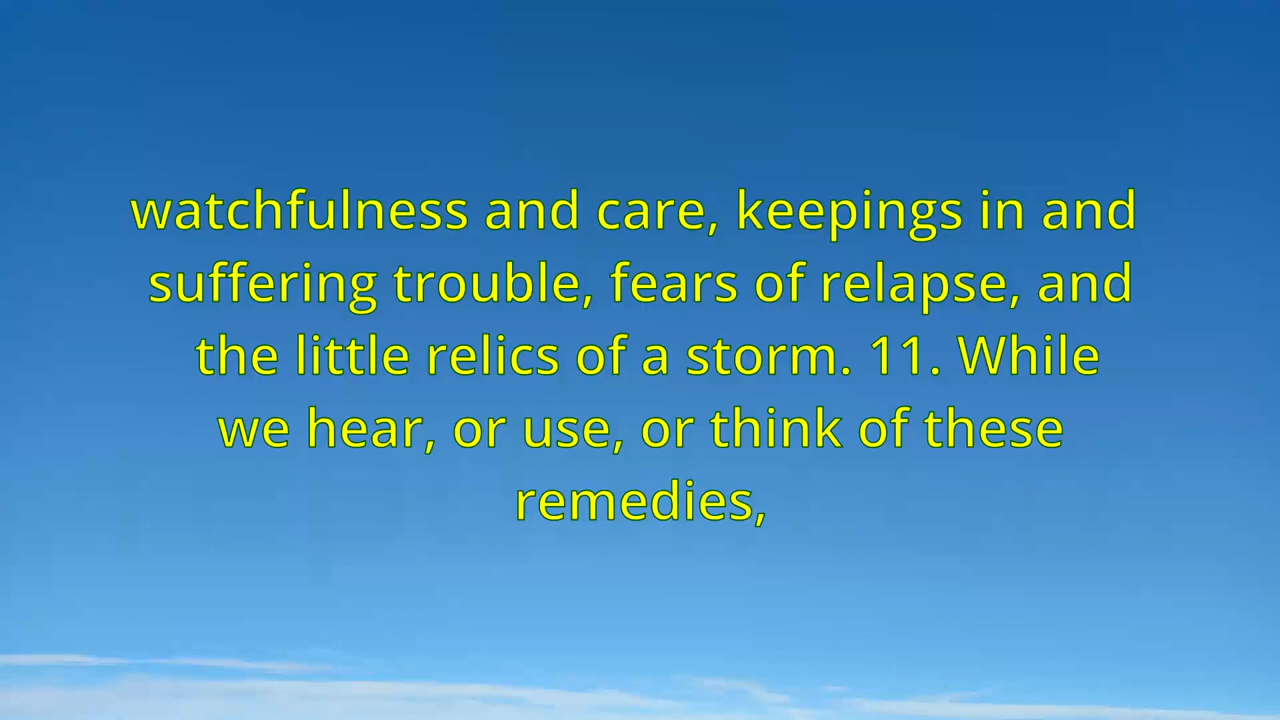 watchfulness and care, keepings in and
suffering trouble, fears of relapse, and
the little relics of a storm. 11. While
we hear, or use, or think of these
remedies,